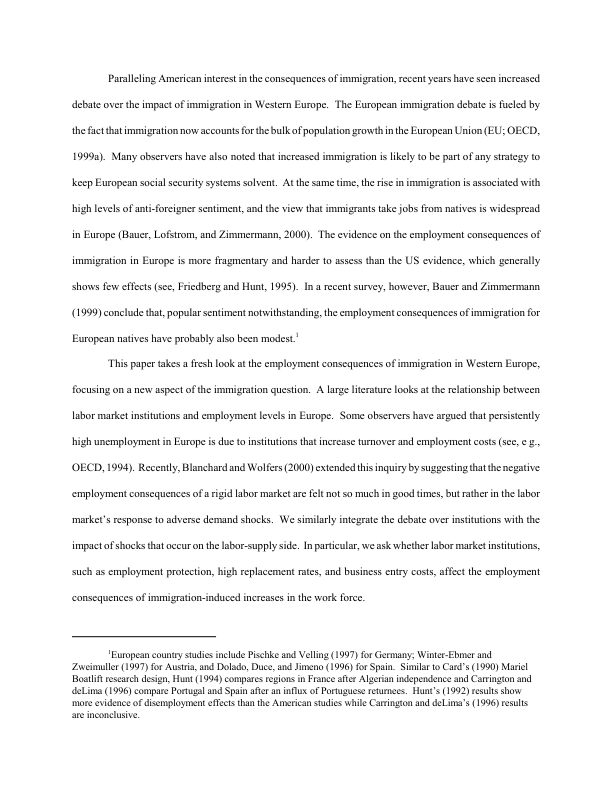 Paralleling American interest in the consequences of immigration, recent years have seen increased
debate over the impact of immigration in Western Europe. The European immigration debate is fueled by
the fact that immigration now accounts for the bulk of population growth in the European Union (EU; OECD,
1999a). Many observers have also noted that increased immigration is likely to be part of any strategy to
keep European social security systems solvent. At the same time, the rise in immigration is associated with
high levels of anti-foreigner sentiment, and the view that immigrants take jobs from natives is widespread
in Europe (Bauer, Lofstrom, and Zimmermann, 2000). The evidence on the employment consequences of
immigration in Europe is more fragmentary and harder to assess than the US evidence, which generally
shows few effects (see, Friedberg and Hunt, 1995). In a recent survey, however, Bauer and Zimmermann
(1999) conclude that, popular sentiment notwithstanding, the employment consequences of immigration for
European natives have probably also been modest.1
This paper takes a fresh look at the employment consequences of immigration in Western Europe,
focusing on a new aspect of the immigration question. A large literature looks at the relationship between
labor market institutions and employment levels in Europe. Some observers have argued that persistently
high unemployment in Europe is due to institutions that increase turnover and employment costs (see, e g.,
OECD, 1994). Recently, Blanchard and Wolfers (2000) extended this inquiry by suggesting that the negative
employment consequences of a rigid labor market are felt not so much in good times, but rather in the labor
market's response to adverse demand shocks. We similarly integrate the debate over institutions with the
impact of shocks that occur on the labor-supply side. In particular, we ask whether labor market institutions,
such as employment protection, high replacement rates, and business entry costs, affect the employment
consequences of immigration-induced increases in the work force.
1European country studies include Pischke and Velling (1997) for Germany; Winter-Ebmer and
Zweimuller (1997) for Austria, and Dolado, Duce, and Jimeno (1996) for Spain. Similar to Card's (1990) Mariel
Boatlift research design, Hunt (1994) compares regions in France after Algerian independence and Carrington and
deLima (1996) compare Portugal and Spain after an influx of Portuguese returnees. Hunt's (1992) results show
more evidence of disemployment effects than the American studies while Carrington and deLima's (1996) results
are inconclusive.